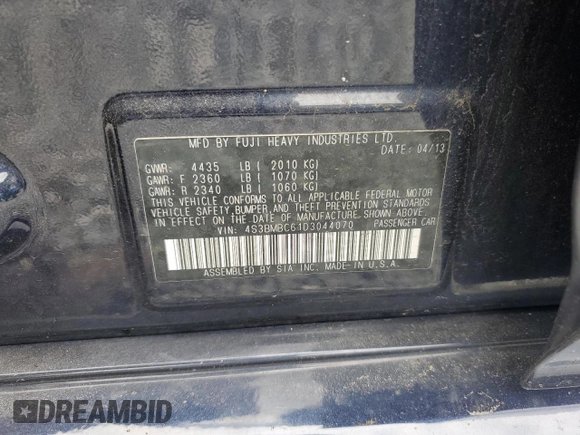 MFD BY FUJI HEAVY INDUSTRIES LTD.
DATE: 04/13
GVWR: 4435 LB ( 2010 KG)
GAWR: F 2360 LB ( 1070 KG)
GAWR: R 2340 LB ( 1060 KG)
THIS VEHICLE CONFORMS TO ALL APPLICABLE FEDERAL MOTOR
VEHICLE SAFETY, BUMPER, AND THEFT PREVENTION STANDARDS
IN EFFECT ON THE DATE OF MANUFACTURE SHOWN ABOVE.
VIN: 4S3BMBC61D3044070 PASSENGER CAR
ASSEMBLED BY SIA INC. MADE-IN U.S.A.
DREAMBID